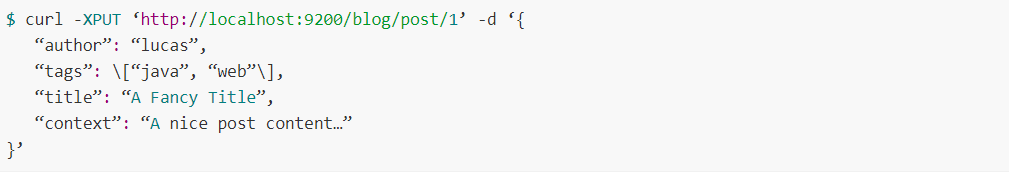 $ curl -XPUT ‘http://localhost:9200/blog/post/1’ -d ‘{
“author”: “lucas”,
“tags”: \[“java”, “web”\],
“title”: “A Fancy Title”,
“context”: “A nice post content…”
}’